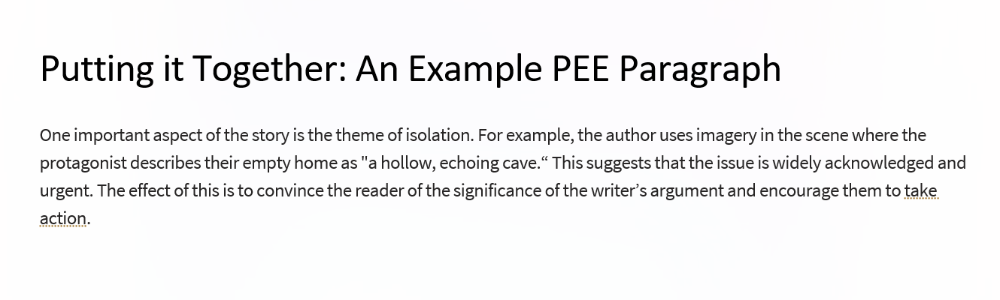 Putting it Together: An Example PEE Paragraph
One important aspect of the story is the theme of isolation. For example, the author uses imagery in the scene where the
protagonist describes their empty home as "a hollow, echoing cave.“ This suggests that the issue is widely acknowledged and
urgent. The effect of this is to convince the reader of the significance of the writer’s argument and encourage them to take
action.